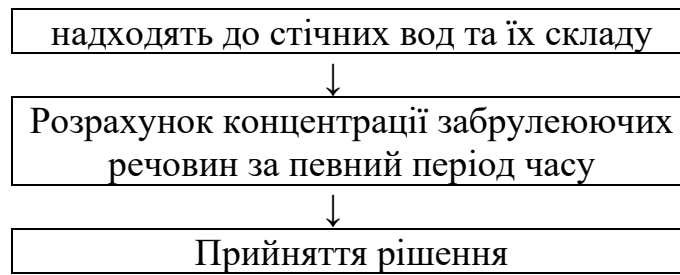 надходять до стічних вод та їх складу
↓
Розрахунок концентрації забрулеюючих
речовин за певний період часу
↓
Прийняття рішення